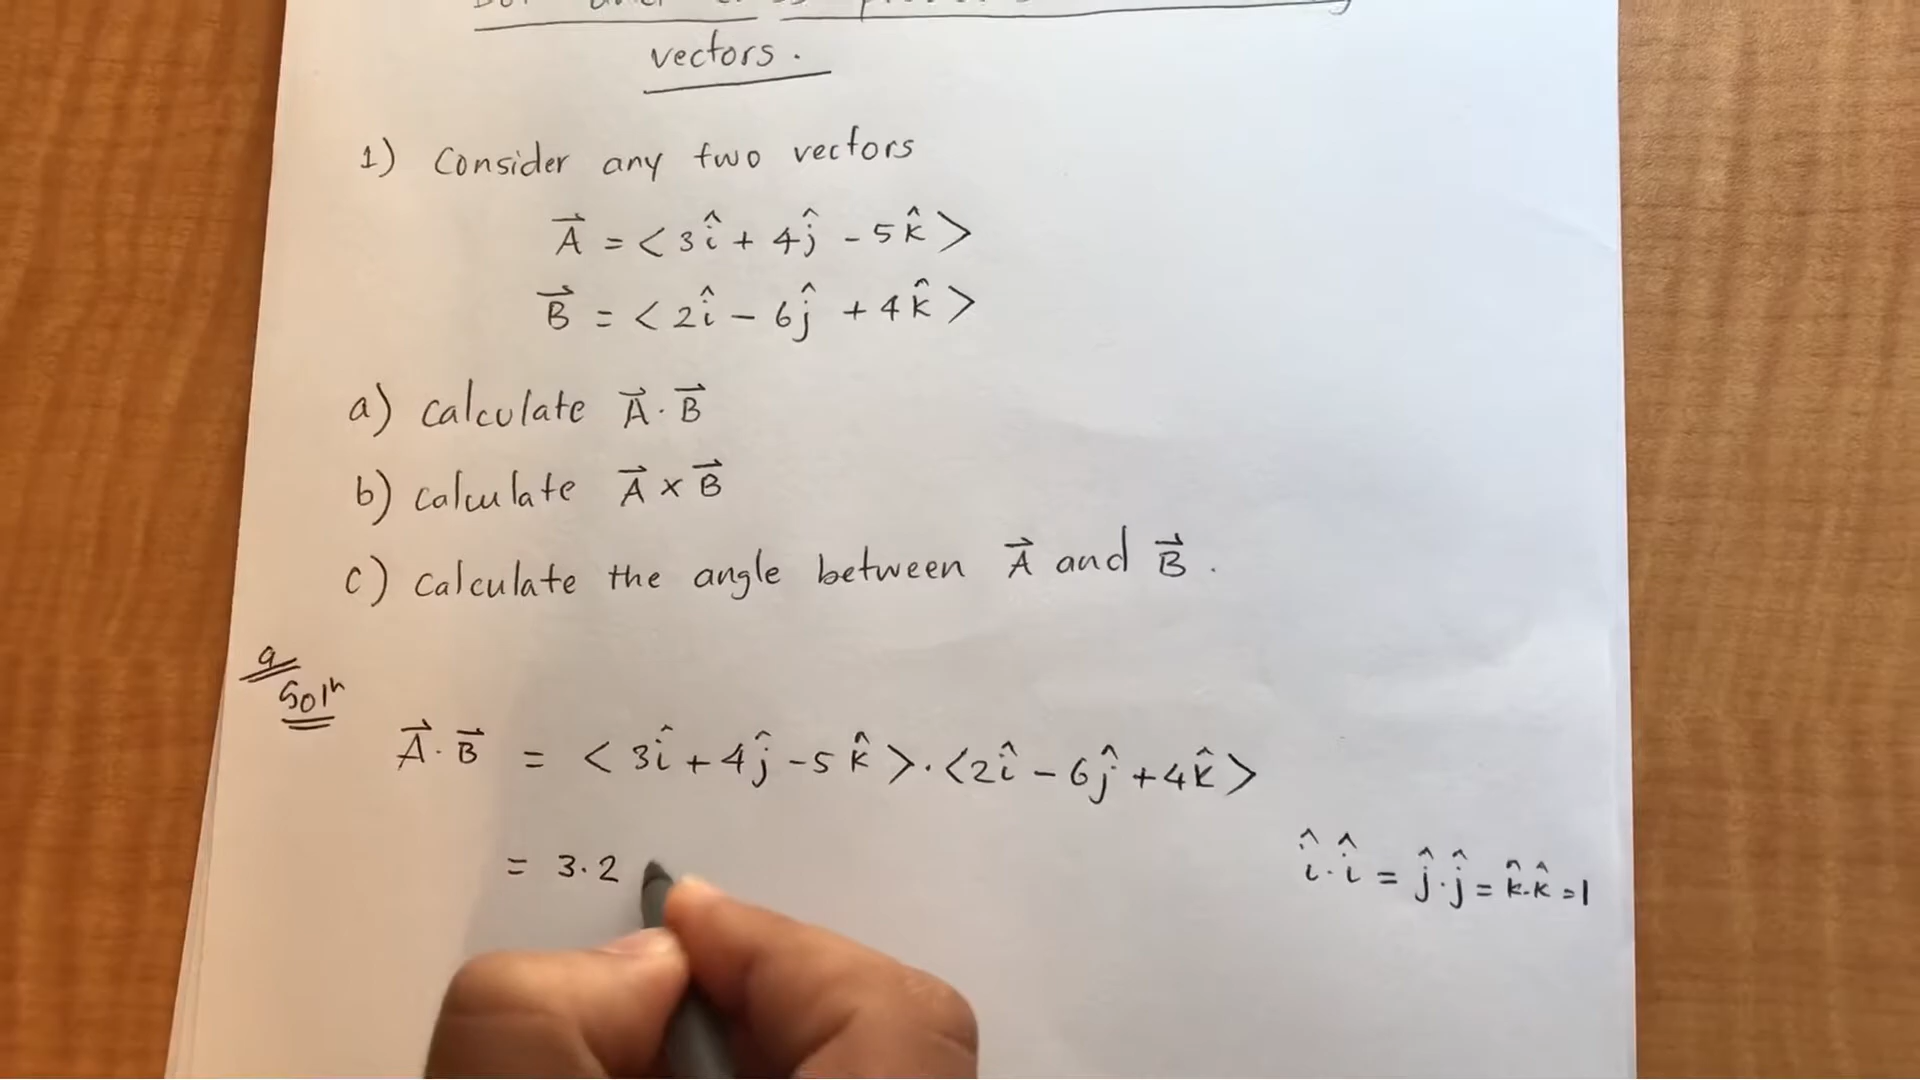 vectors.
1) Consider any two vectors
A⃗ = < 3î + 4ĵ - 5k̂ >
B⃗ = < 2î - 6ĵ + 4k̂ >
a) calculate A⃗ · B⃗
b) calculate A⃗ x B⃗
c) calculate the angle between A⃗ and B⃗ .
a
Solⁿ
A⃗ · B⃗ = < 3î + 4ĵ - 5k̂ > · < 2î - 6ĵ + 4k̂ >
= 3·2
î·î = ĵ·ĵ = k̂·k̂ = 1